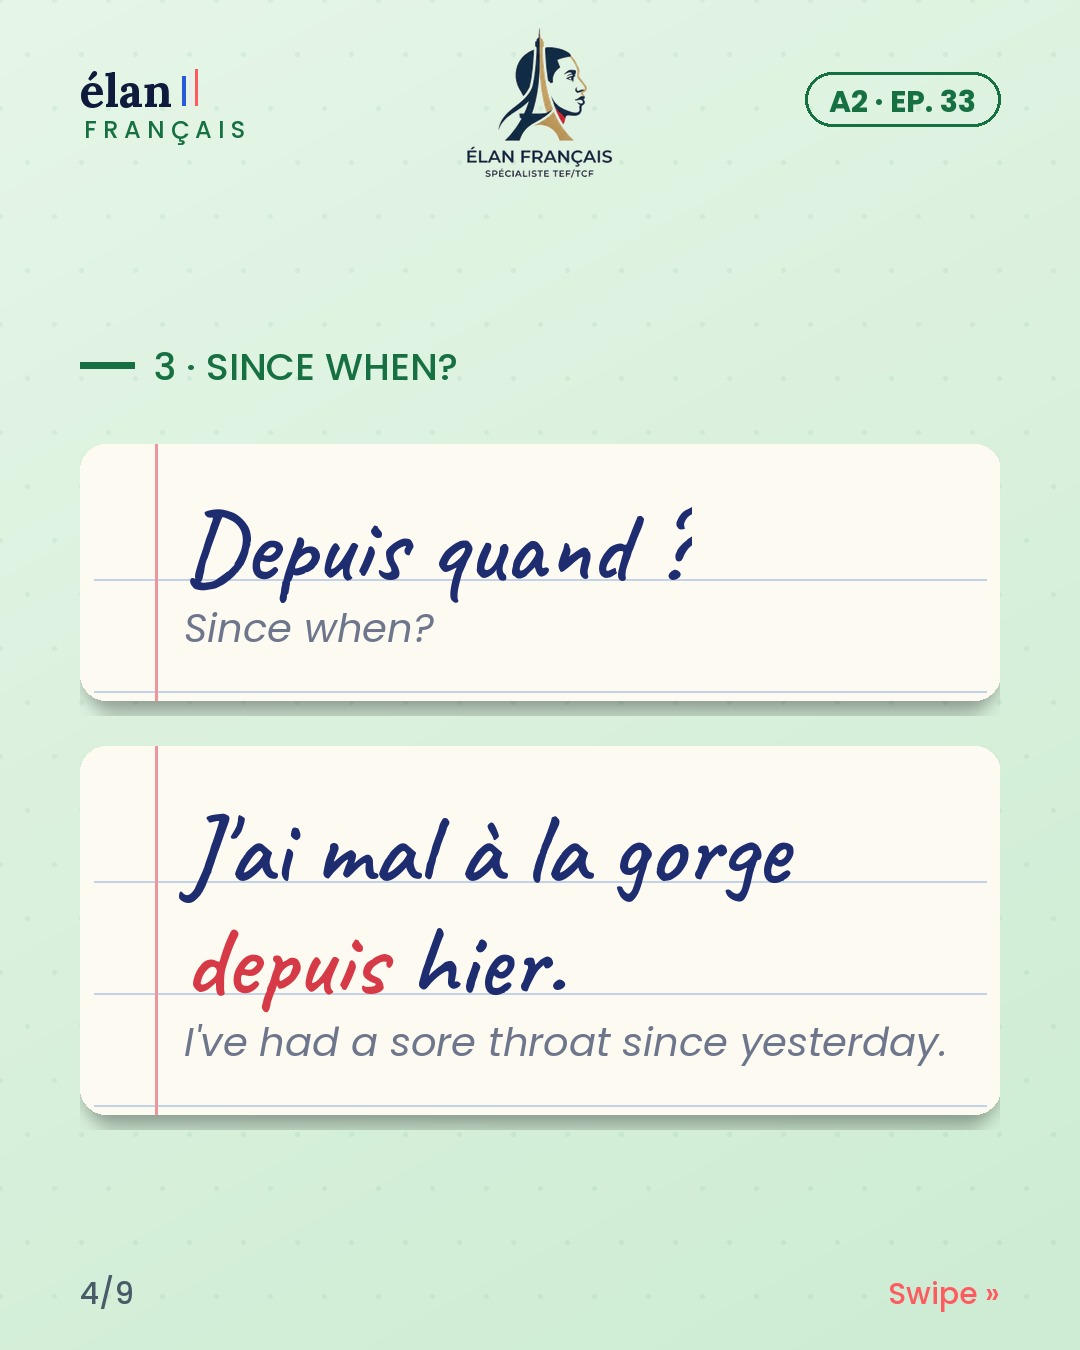 élan
FRANÇAIS
ÉLAN FRANÇAIS
SPÉCIALISTE TEF/TCF
A2 · EP. 33
3 · SINCE WHEN?
Depuis quand ?
Since when?
J'ai mal à la gorge
depuis hier.
I've had a sore throat since yesterday.
4/9
Swipe »